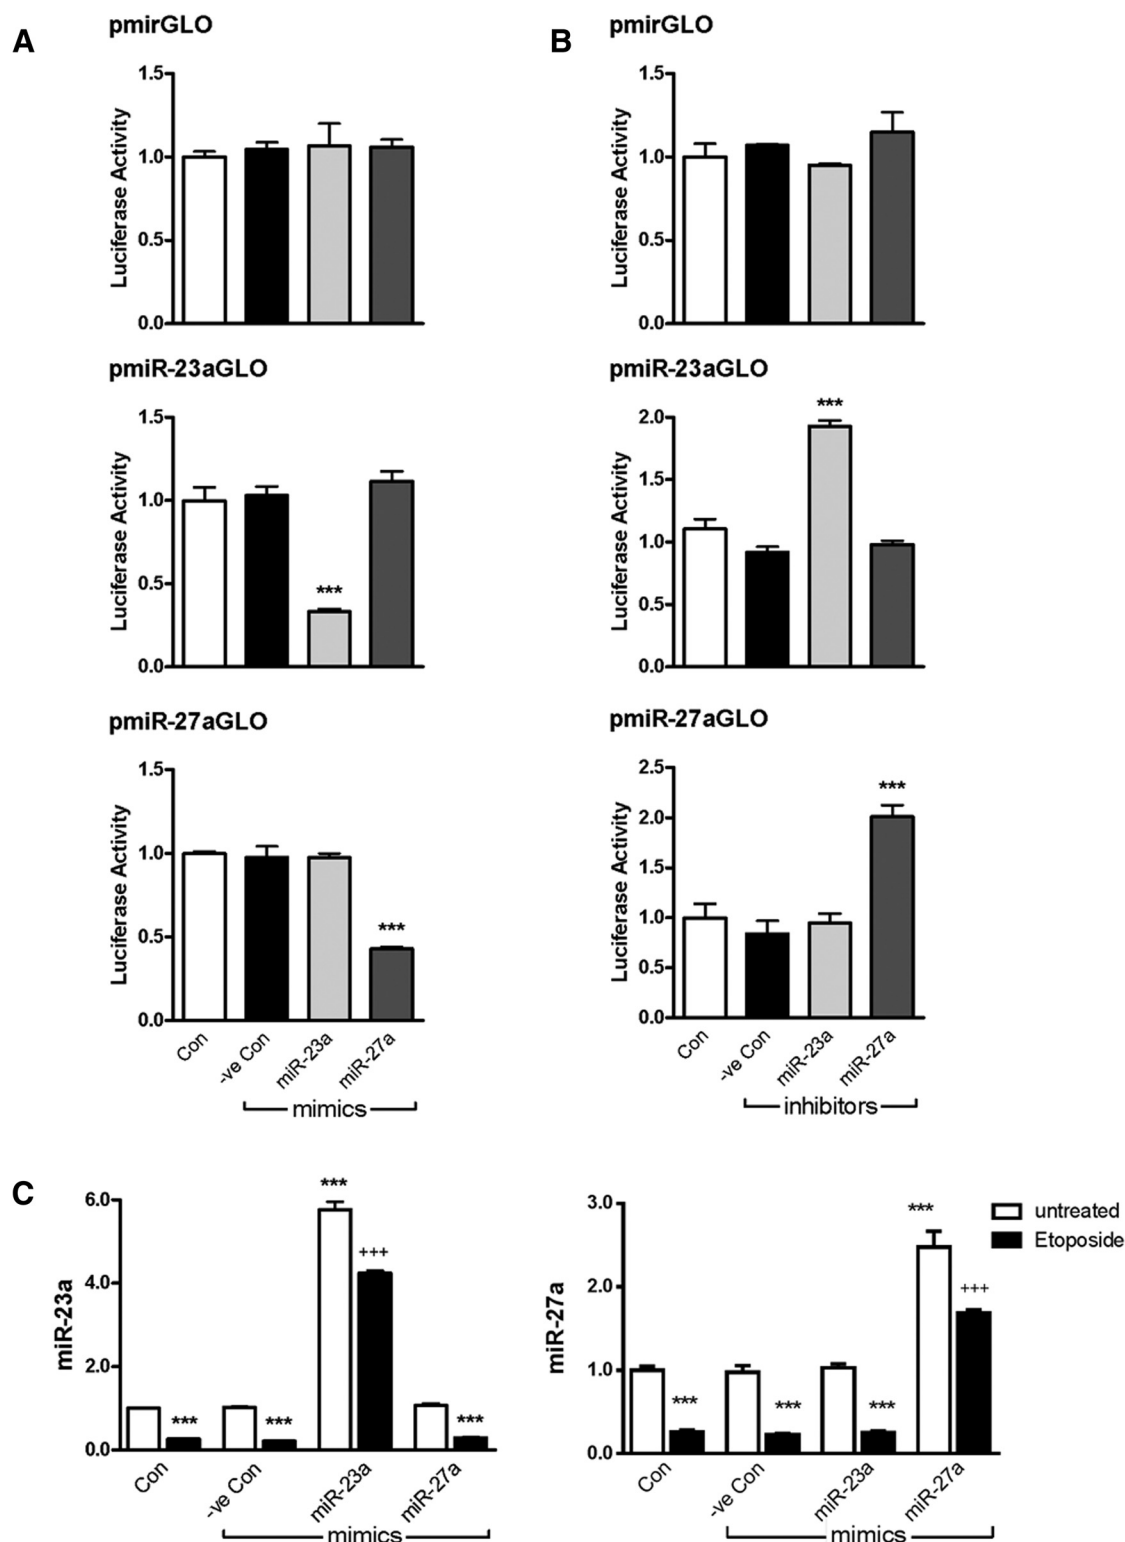 A
pmirGLO
Luciferase Activity
1.5
1.0
0.5
0.0
pmiR-23aGLO
Luciferase Activity
1.5
1.0
0.5
0.0
***
pmiR-27aGLO
Luciferase Activity
1.5
1.0
0.5
0.0
***
Con
-ve Con
miR-23a
miR-27a
mimics
B
pmirGLO
Luciferase Activity
1.5
1.0
0.5
0.0
pmiR-23aGLO
Luciferase Activity
2.0
1.5
1.0
0.5
0.0
***
pmiR-27aGLO
Luciferase Activity
2.5
2.0
1.5
1.0
0.5
0.0
***
Con
-ve Con
miR-23a
miR-27a
inhibitors
C
miR-23a
6.0
4.0
2.0
0.0
***
***
***
+++
***
Con
-ve Con
miR-23a
miR-27a
mimics
miR-27a
3.0
2.0
1.0
0.0
***
***
***
***
+++
Con
-ve Con
miR-23a
miR-27a
mimics
untreated
Etoposide